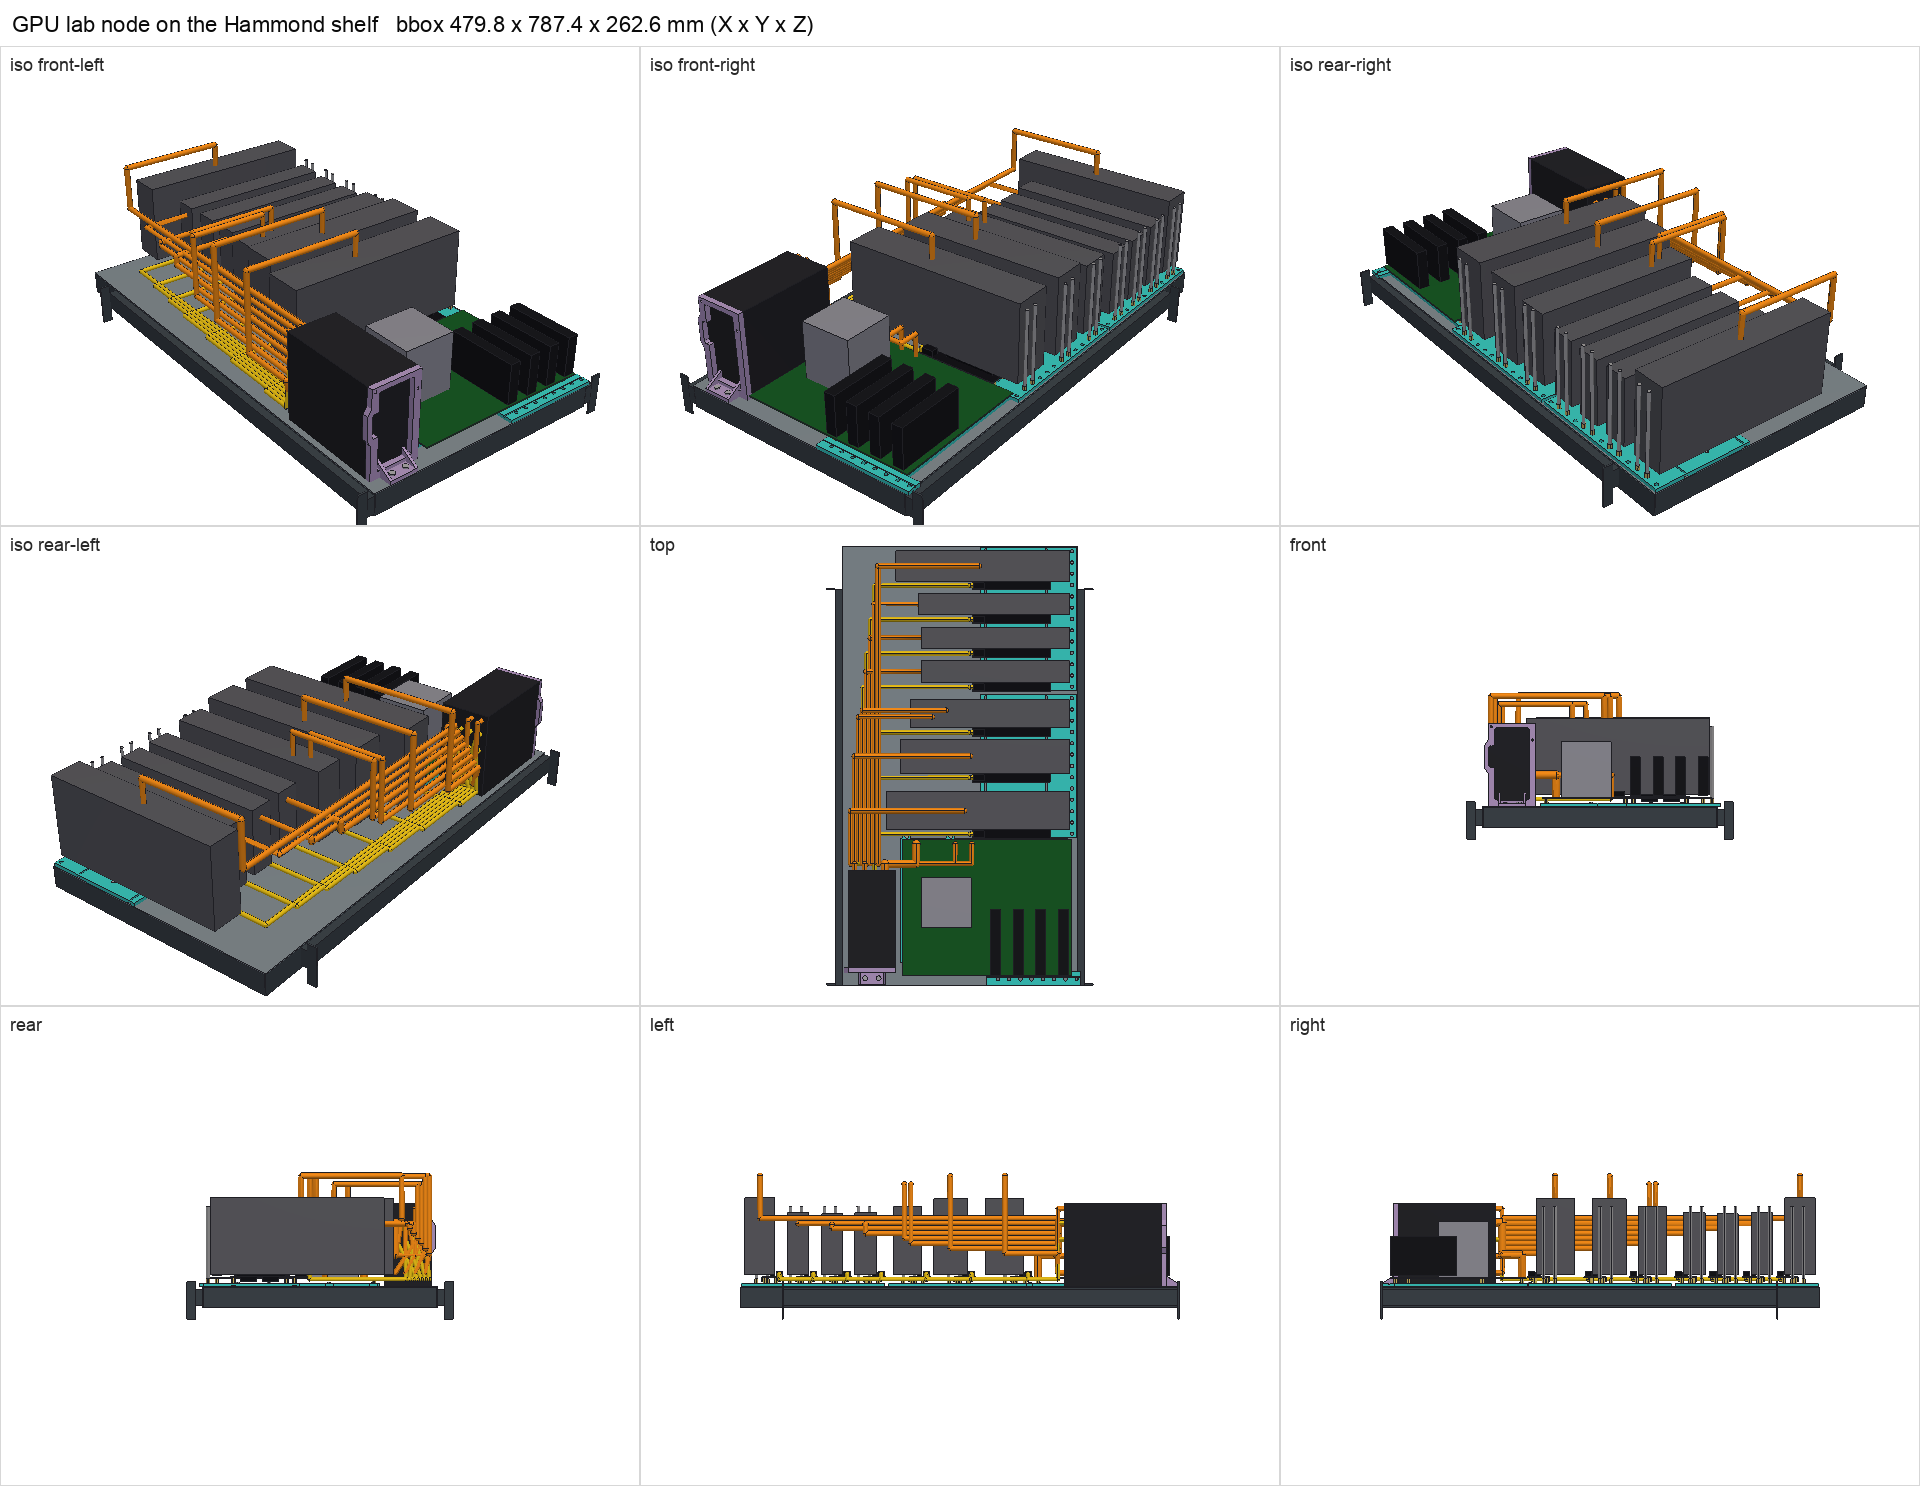 GPU lab node on the Hammond shelf   bbox 479.8 x 787.4 x 262.6 mm (X x Y x Z)
iso front-left
iso front-right
iso rear-right
iso rear-left
top
front
rear
left
right